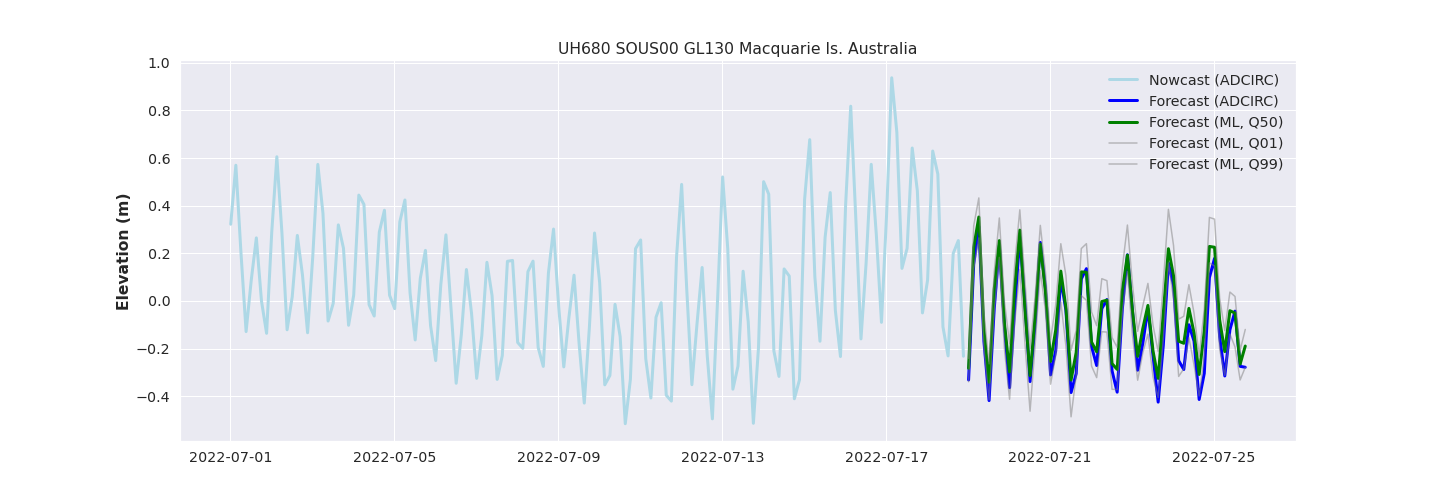 UH680 SOUS00 GL130 Macquarie Is. Australia
1.0
0.8
0.6
0.4
0.2
0.0
−0.2
−0.4
Elevation (m)
Nowcast (ADCIRC)
Forecast (ADCIRC)
Forecast (ML, Q50)
Forecast (ML, Q01)
Forecast (ML, Q99)
2022-07-01 2022-07-05 2022-07-09 2022-07-13 2022-07-17 2022-07-21 2022-07-25